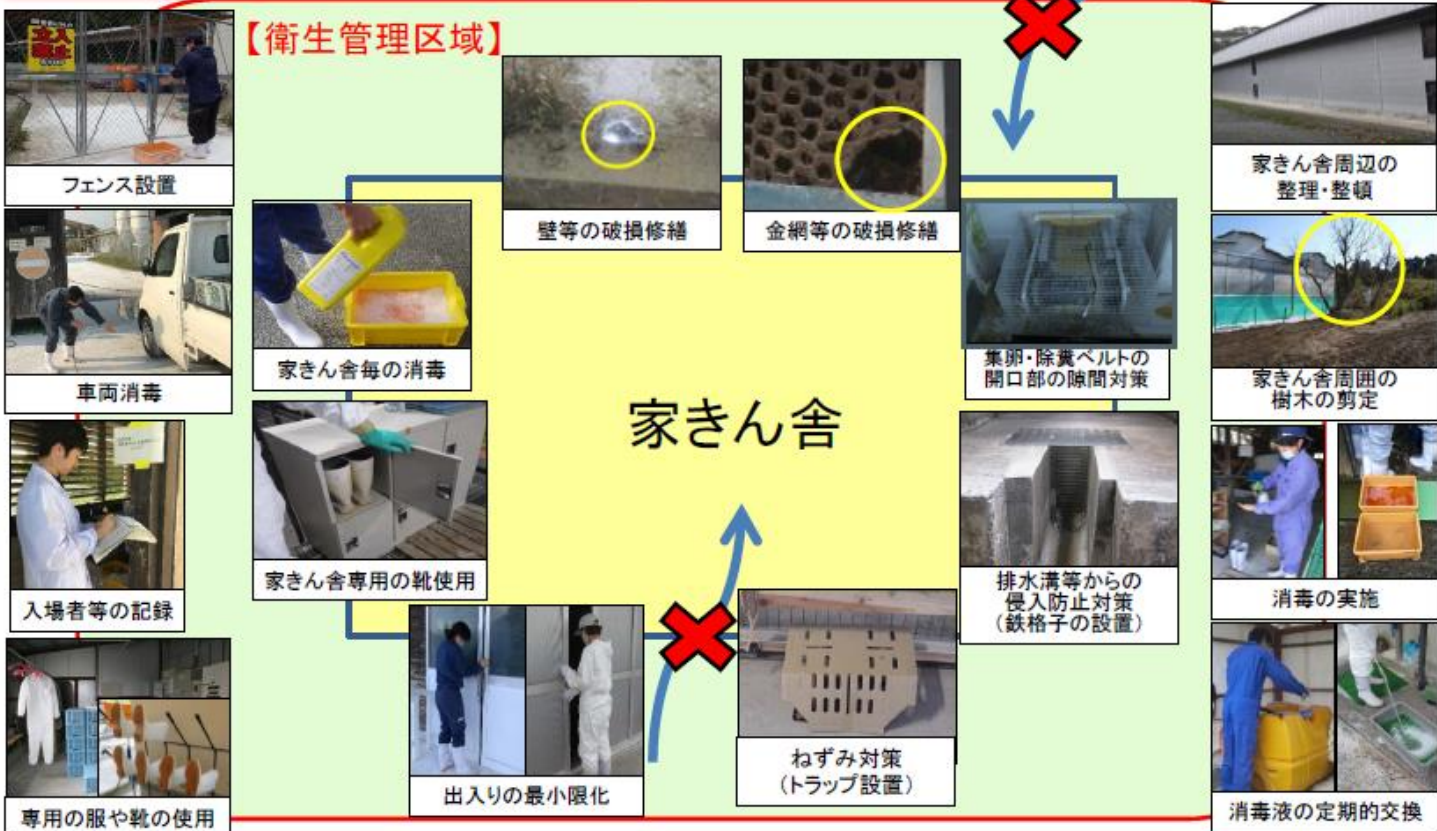 【衛生管理区域】
立入
禁止
フェンス設置
車両消毒
入場者等の記録
専用の服や靴の使用
壁等の破損修繕
金網等の破損修繕
家きん舎毎の消毒
家きん舎専用の靴使用
家きん舎
集卵・除糞ベルトの
開口部の隙間対策
排水溝等からの
侵入防止対策
(鉄格子の設置)
出入りの最小限化
ねずみ対策
(トラップ設置)
家きん舎周辺の
整理・整頓
家きん舎周囲の
樹木の剪定
消毒の実施
消毒液の定期的交換